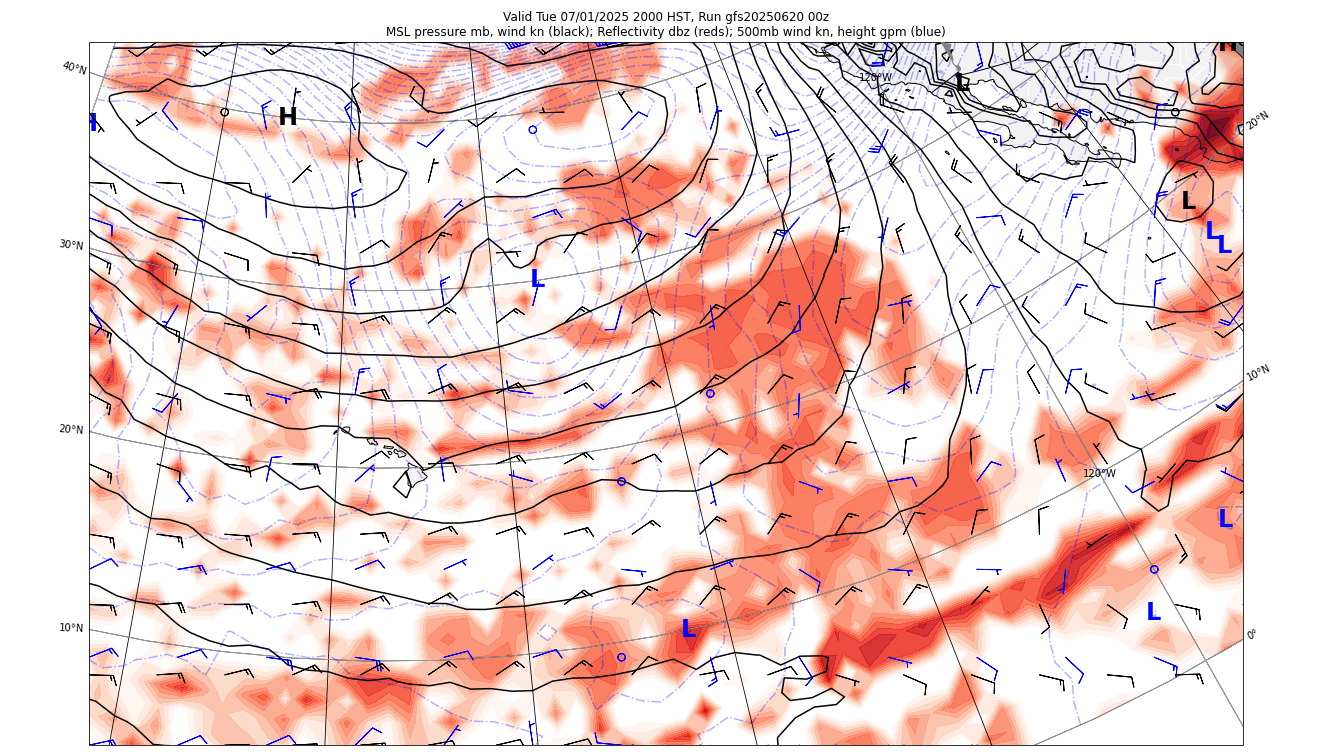 Valid Tue 07/01/2025 2000 HST, Run gfs20250620 00z
MSL pressure mb, wind kn (black); Reflectivity dbz (reds); 500mb wind kn, height gpm (blue)
H
40°N
120°W
L
H
H
20°N
L
L
L
30°N
L
10°N
20°N
120°W
L
L
L
10°N
0°